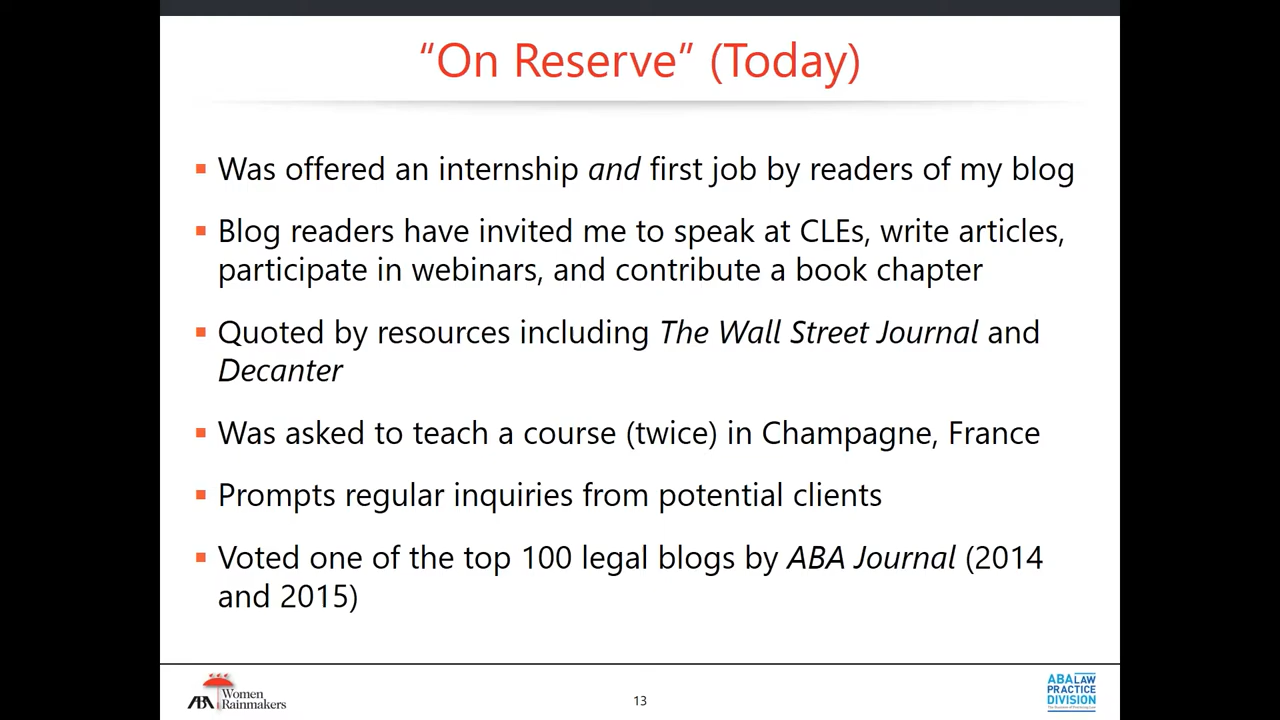 “On Reserve” (Today)
▪ Was offered an internship and first job by readers of my blog
▪ Blog readers have invited me to speak at CLEs, write articles,
participate in webinars, and contribute a book chapter
▪ Quoted by resources including The Wall Street Journal and
Decanter
▪ Was asked to teach a course (twice) in Champagne, France
▪ Prompts regular inquiries from potential clients
▪ Voted one of the top 100 legal blogs by ABA Journal (2014
and 2015)
ABA Women
Rainmakers
13
ABA LAW
PRACTICE
DIVISION